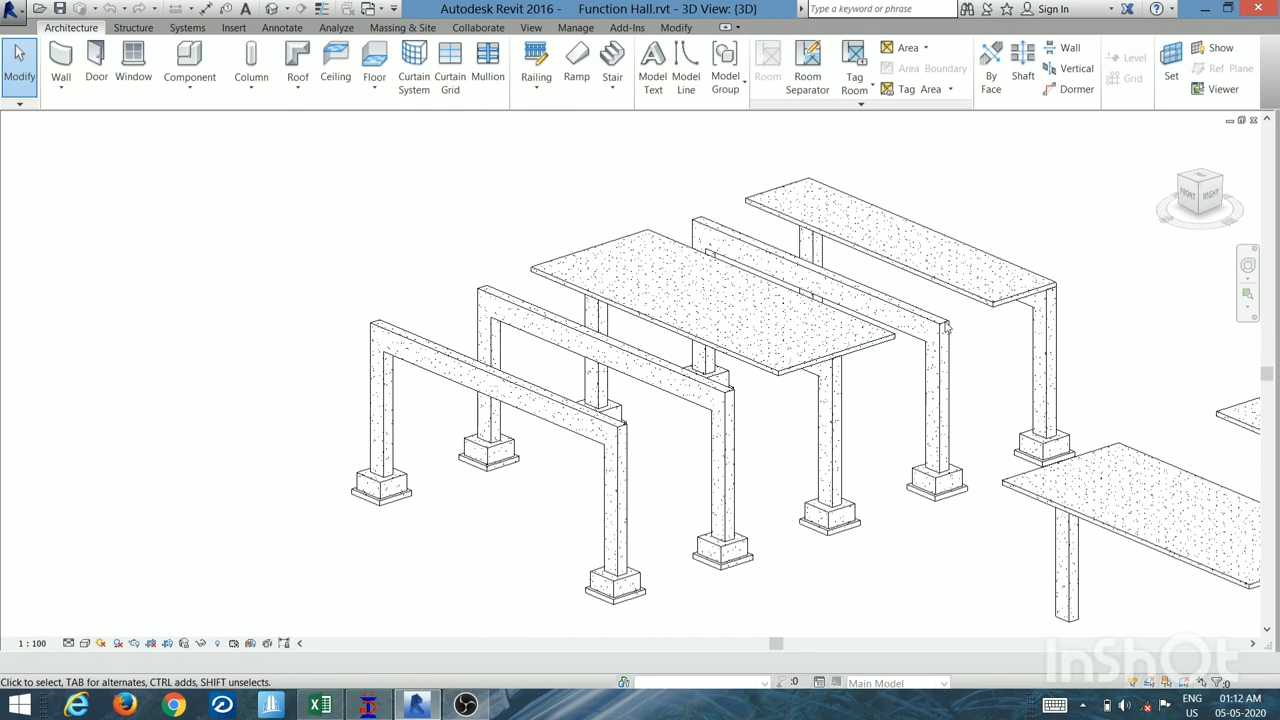 Autodesk Revit 2016 - Function Hall.rvt - 3D View: {3D}
Type a keyword or phrase
Sign In
Architecture Structure Systems Insert Annotate Analyze Massing & Site Collaborate View Manage Add-Ins Modify
Modify
Wall
Door
Window
Component
Column
Roof
Ceiling
Floor
Curtain System
Curtain Grid
Mullion
Railing
Ramp
Stair
Model Text
Model Line
Model Group
Room
Room Separator
Tag Room
Area
Area Boundary
Tag Area
By Face
Shaft
Wall
Vertical
Dormer
Level
Grid
Set
Show
Ref Plane
Viewer
FRONT
RIGHT
1 : 100
InShOt
Click to select, TAB for alternates, CTRL adds, SHIFT unselects.
:0
Main Model
:0
ENG
US
01:12 AM
05-05-2020